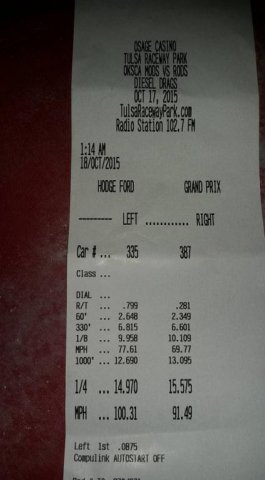 OSAGE CASINO
TULSA RACEWAY PARK
OKSCA MODS VS RODS
DIESEL DRAGS
OCT 17, 2015
TulsaRacewayPark.com
Radio Station 102.7 FM
1:14 AM
18/OCT/2015
HODGE FORD GRAND PRIX
--------- LEFT ............ RIGHT
Car # ... 335 387
Class ...
DIAL ...
R/T ... .799 .281
60' ... 2.648 2.349
330' ... 6.815 6.601
1/8 ... 9.958 10.109
MPH ... 77.61 69.77
1000' ... 12.690 13.095
1/4 ... 14.970 15.575
MPH ... 100.31 91.49
Left 1st .0875
Compulink AUTOSTART OFF